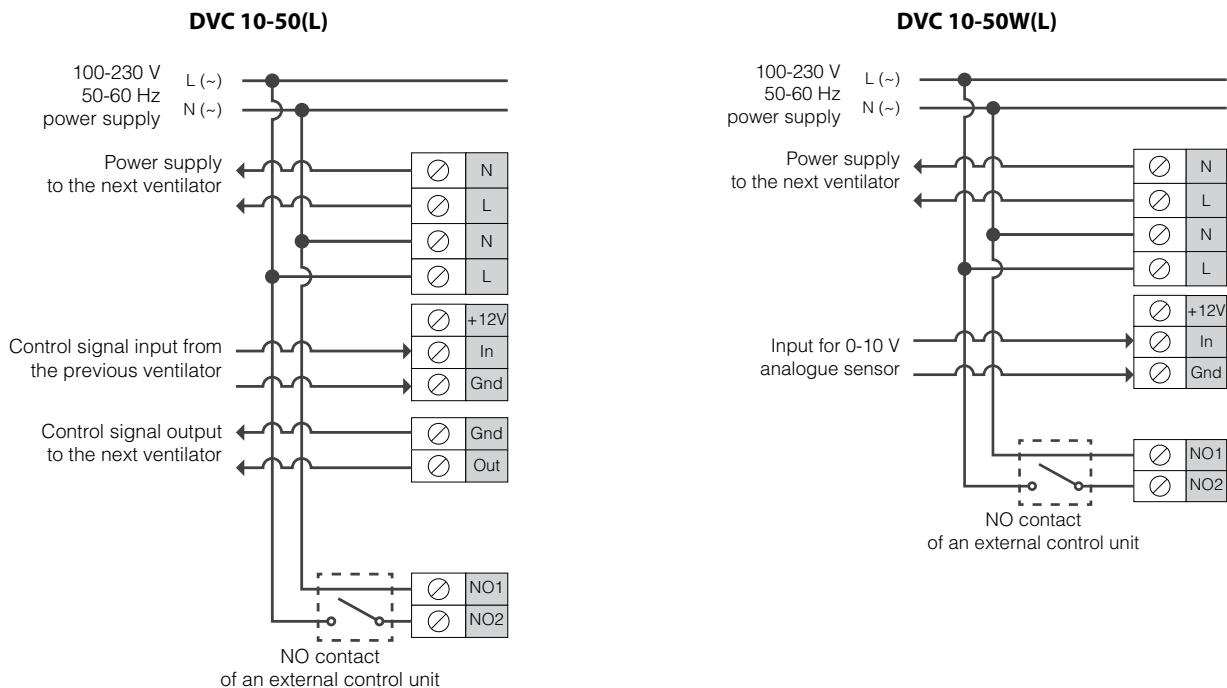 DVC 10-50(L)
100-230 V
50-60 Hz
power supply
L (~)
N (~)
Power supply
to the next ventilator
N
L
N
L
+12V
Control signal input from
the previous ventilator
In
Gnd
Control signal output
to the next ventilator
Gnd
Out
NO1
NO2
NO contact
of an external control unit
DVC 10-50W(L)
100-230 V
50-60 Hz
power supply
L (~)
N (~)
Power supply
to the next ventilator
N
L
N
L
+12V
Input for 0-10 V
analogue sensor
In
Gnd
NO1
NO2
NO contact
of an external control unit